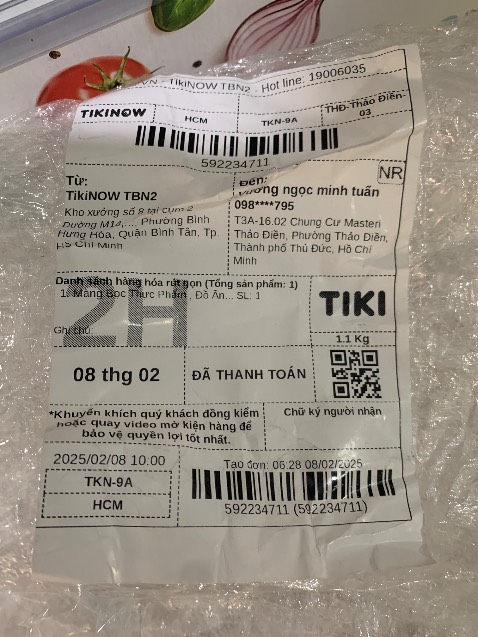 VN - TikiNOW TBN2 - Hot line: 19006035
TIKINOW
HCM
TKN-9A
THĐ-Thảo Điền-
03
592234711
Từ:
TikiNOW TBN2
Kho xưởng số 8 tại cụm 2
Đường M14,... Phường Bình
Hưng Hòa, Quận Bình Tân, Tp.
Hồ Chí Minh
NR
Đến:
Vương ngọc minh tuấn
098****795
T3A-16.02 Chung Cư Masteri
Thảo Điền, Phường Thảo Điền,
Thành phố Thủ Đức, Hồ Chí
Minh
Danh sách hàng hóa rút gọn (Tổng sản phẩm: 1)
1. Màng Bọc Thực Phẩm , Đồ Ăn... SL: 1
2H
Ghi chú:
TIKI
1.1 Kg
08 thg 02
ĐÃ THANH TOÁN
*Khuyến khích quý khách đồng kiểm
hoặc quay video mở kiện hàng để
bảo vệ quyền lợi tốt nhất.
Chữ ký người nhận
2025/02/08 10:00
TKN-9A
HCM
Tạo đơn: 06:28 08/02/2025
592234711 (592234711)